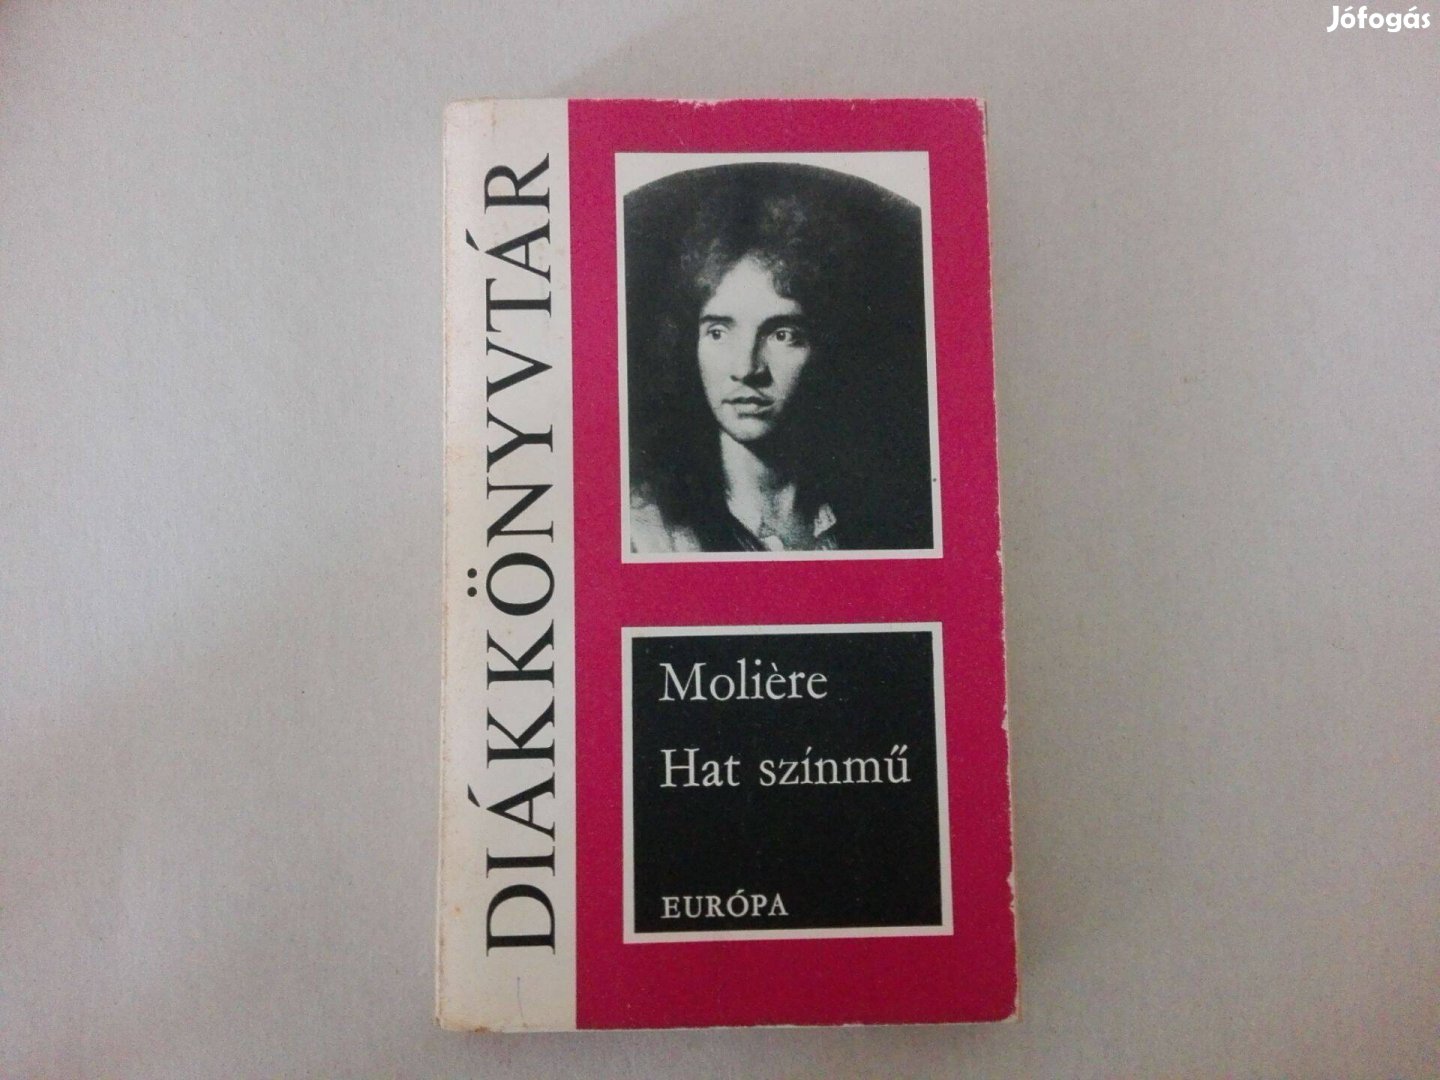 Jófogás
DIÁKKÖNYVTÁR
Molière
Hat színmű
EURÓPA